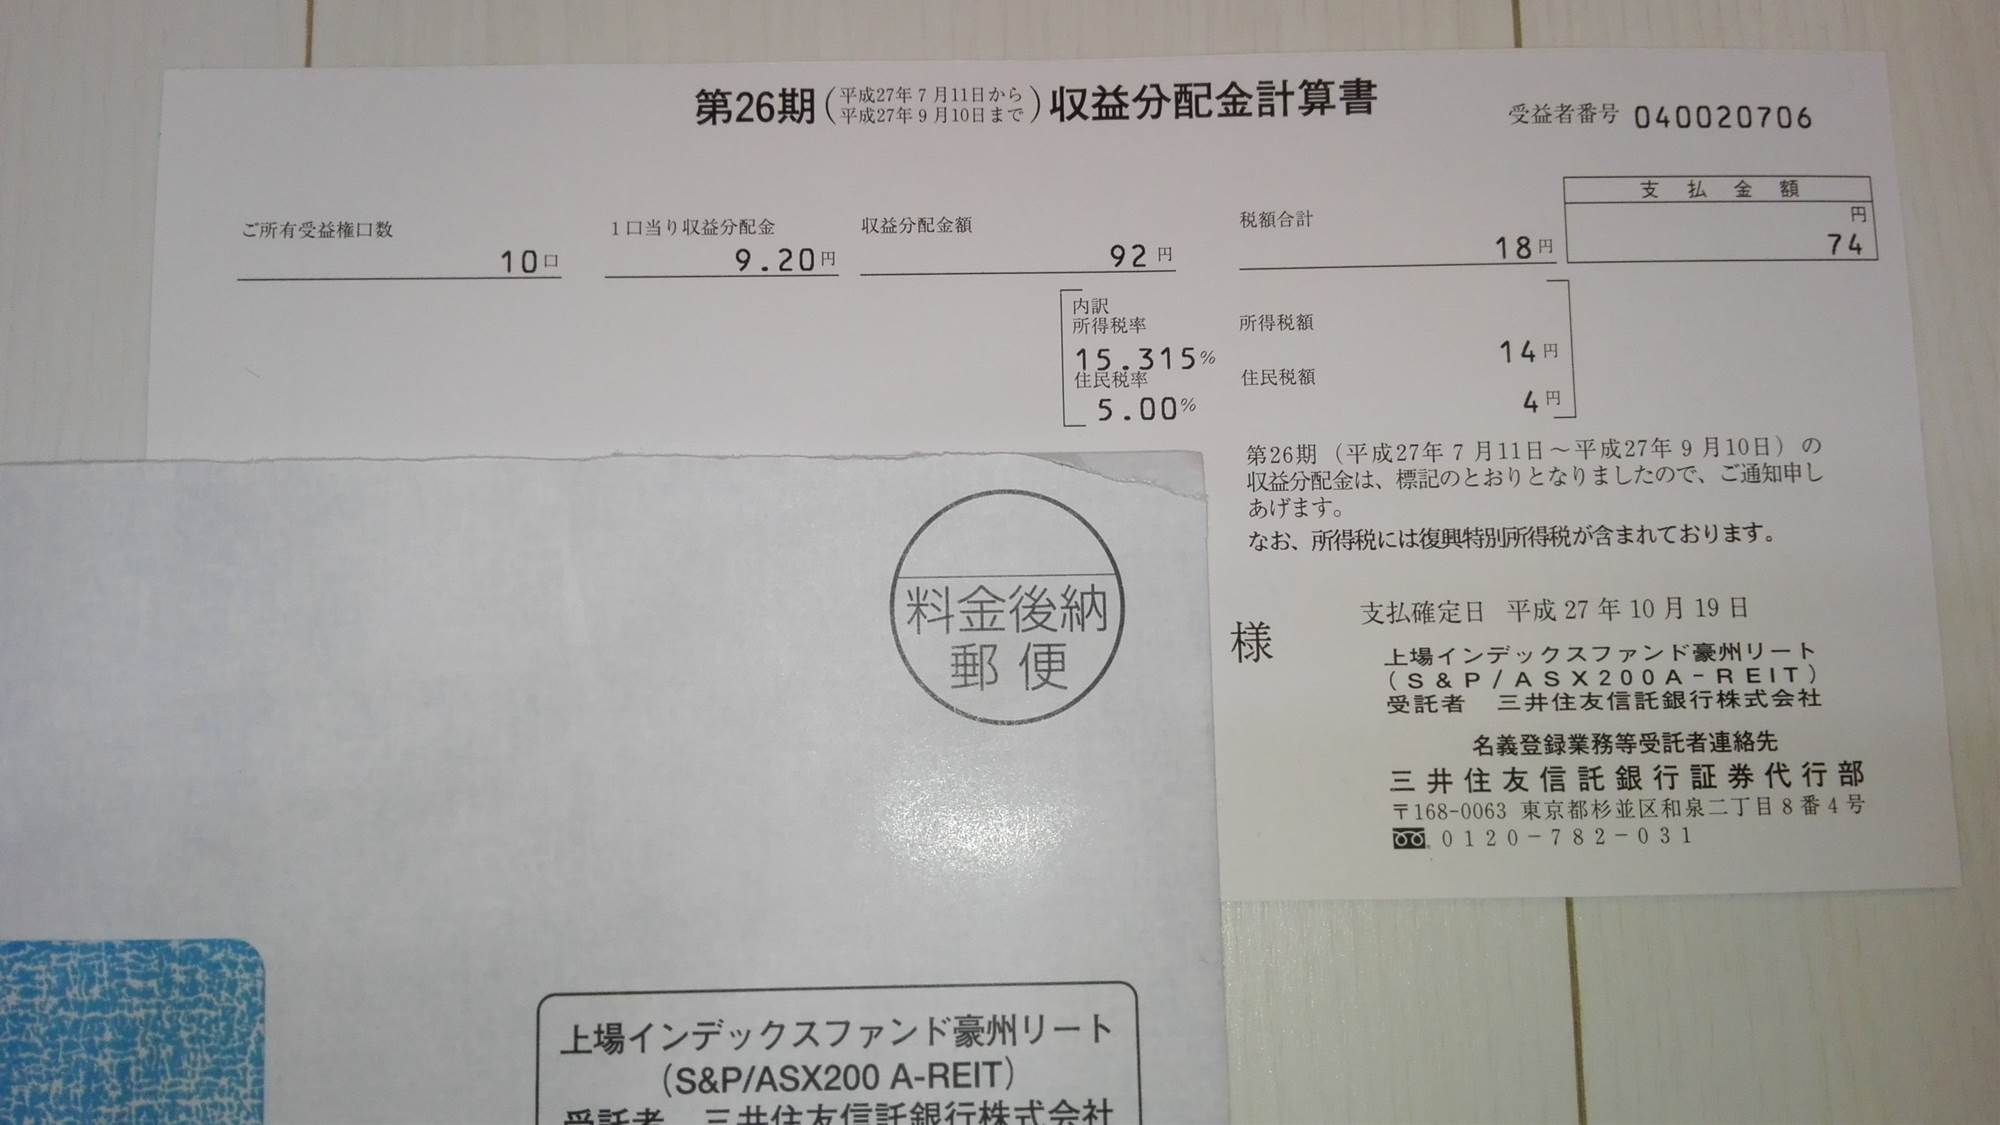 第26期(平成27年7月11日から
平成27年9月10日まで)収益分配金計算書
受益者番号 040020706
ご所有受益権口数
10口
1口当り収益分配金
9.20円
収益分配金額
92円
税額合計
18円
支払金額
円
74
内訳
所得税率
15.315%
住民税率
5.00%
所得税額
14円
住民税額
4円
第26期(平成27年7月11日~平成27年9月10日)の
収益分配金は、標記のとおりとなりましたので、ご通知申し
あげます。
なお、所得税には復興特別所得税が含まれております。
様
支払確定日 平成27年10月19日
上場インデックスファンド豪州リート
(S&P/ASX200A-REIT)
受託者 三井住友信託銀行株式会社
名義登録業務等受託者連絡先
三井住友信託銀行証券代行部
〒168-0063 東京都杉並区和泉二丁目8番4号
0120-782-031
料金後納
郵便
上場インデックスファンド豪州リート
(S&P/ASX200 A-REIT)
受託者 三井住友信託銀行株式会社